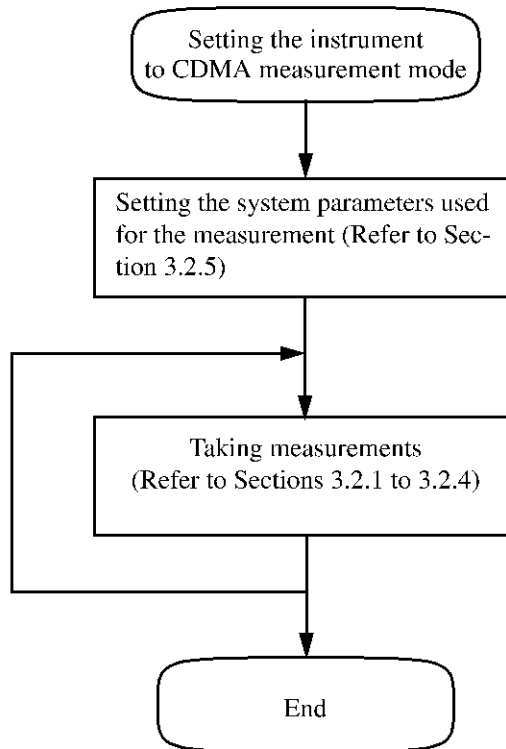 Setting the instrument
to CDMA measurement mode
Setting the system parameters used
for the measurement (Refer to Sec-
tion 3.2.5)
Taking measurements
(Refer to Sections 3.2.1 to 3.2.4)
End